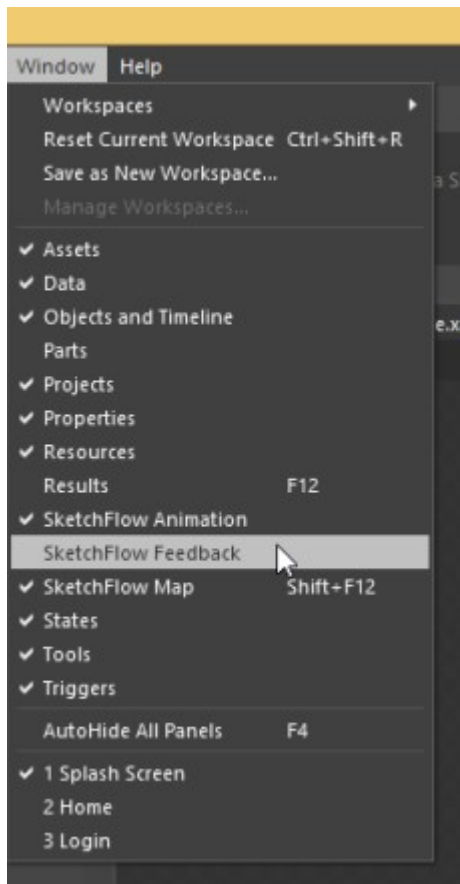 Window Help
Workspaces
Reset Current Workspace Ctrl+Shift+R
Save as New Workspace...
Manage Workspaces...
a S
Assets
Data
Objects and Timeline
e.x
Parts
Projects
Properties
Resources
Results F12
SketchFlow Animation
SketchFlow Feedback
SketchFlow Map Shift+F12
States
Tools
Triggers
AutoHide All Panels F4
1 Splash Screen
2 Home
3 Login